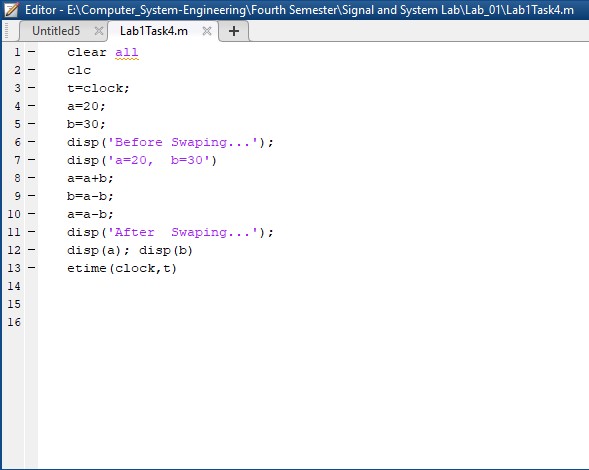 Editor - E:\Computer_System-Engineering\Fourth Semester\Signal and System Lab\Lab_01\Lab1Task4.m
Untitled5 × Lab1Task4.m × +
1 - clear all
2 - clc
3 - t=clock;
4 - a=20;
5 - b=30;
6 - disp('Before Swaping...');
7 - disp('a=20,  b=30')
8 - a=a+b;
9 - b=a-b;
10 - a=a-b;
11 - disp('After  Swaping...');
12 - disp(a); disp(b)
13 - etime(clock,t)
14
15
16